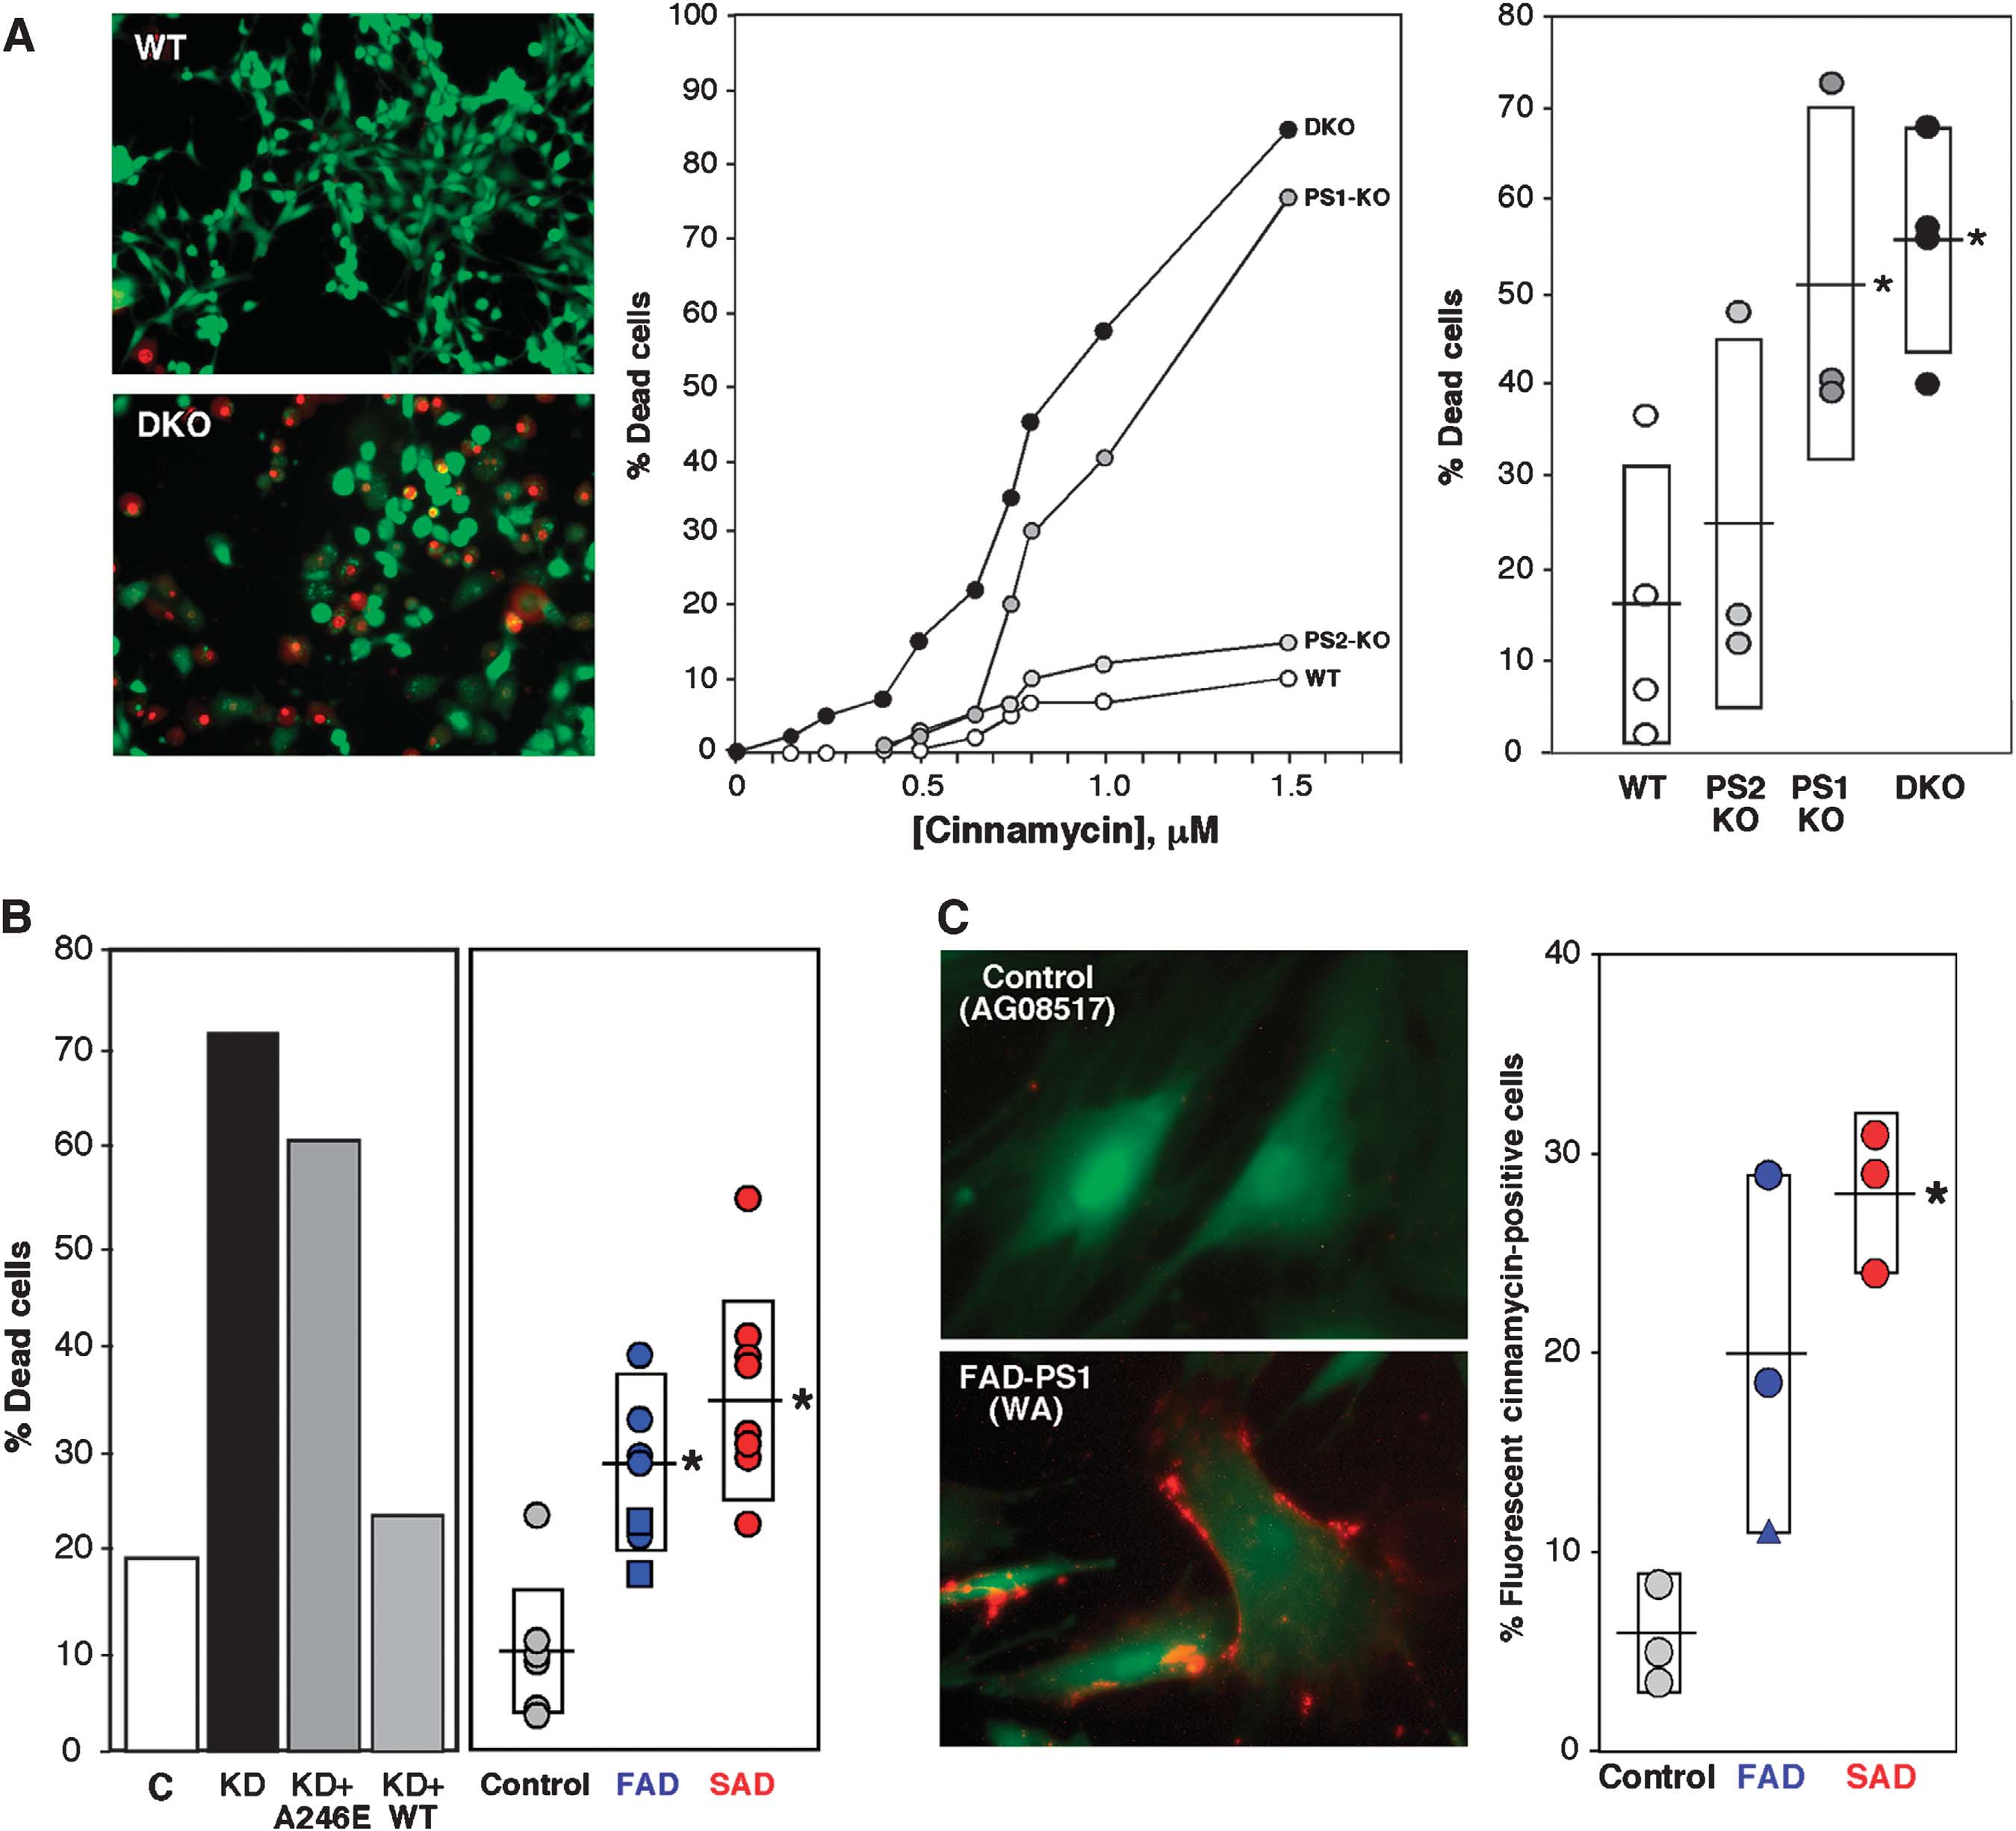 A
WT
DKO
% Dead cells
100
90
80
70
60
50
40
30
20
10
0
0 0.5 1.0 1.5
[Cinnamycin], µM
DKO
PS1-KO
PS2-KO
WT
% Dead cells
80
70
60
50
40
30
20
10
0
*
*
WT PS2 PS1 DKO
KO KO
B
% Dead cells
80
70
60
50
40
30
20
10
0
C KD KD+ KD+
A246E WT
*
*
Control FAD SAD
C
Control
(AG08517)
FAD-PS1
(WA)
% Fluorescent cinnamycin-positive cells
40
30
20
10
0
*
Control FAD SAD